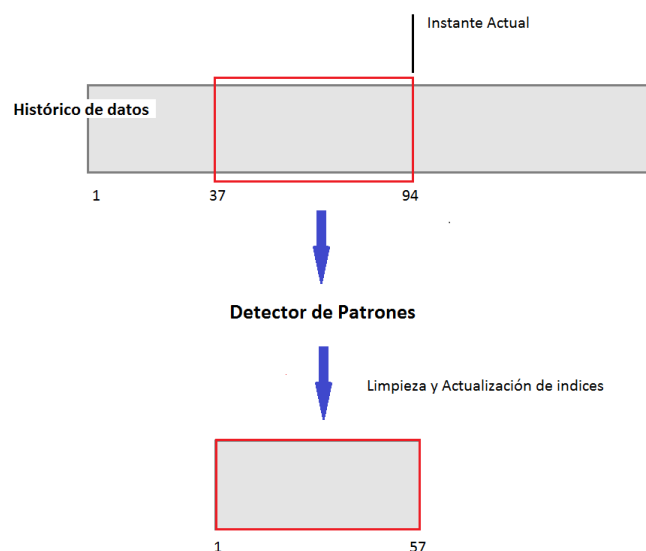 Instante Actual
Histórico de datos
1 37 94
Detector de Patrones
Limpieza y Actualización de indices
1 57